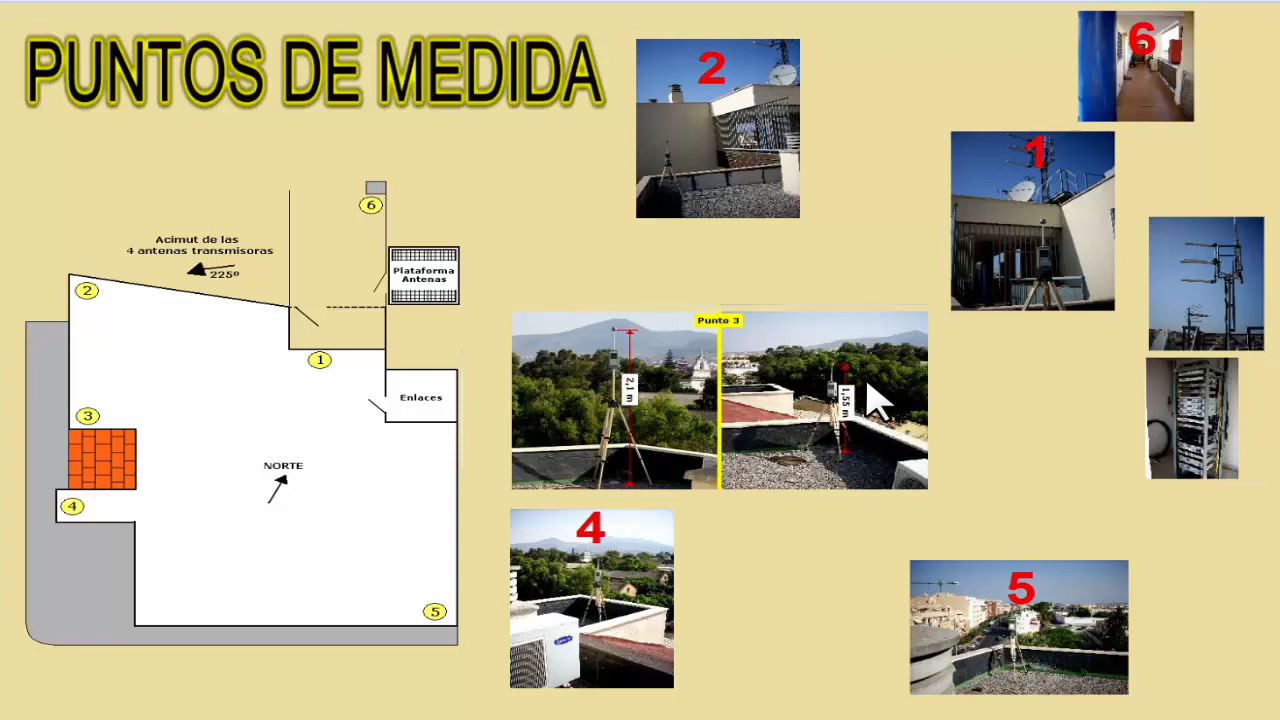 PUNTOS DE MEDIDA
2
6
1
6
Acimut de las
4 antenas transmisoras
225º
Plataforma
Antenas
2
1
Punto 3
2,1 m
1,55 m
Enlaces
3
NORTE
4
4
5
5